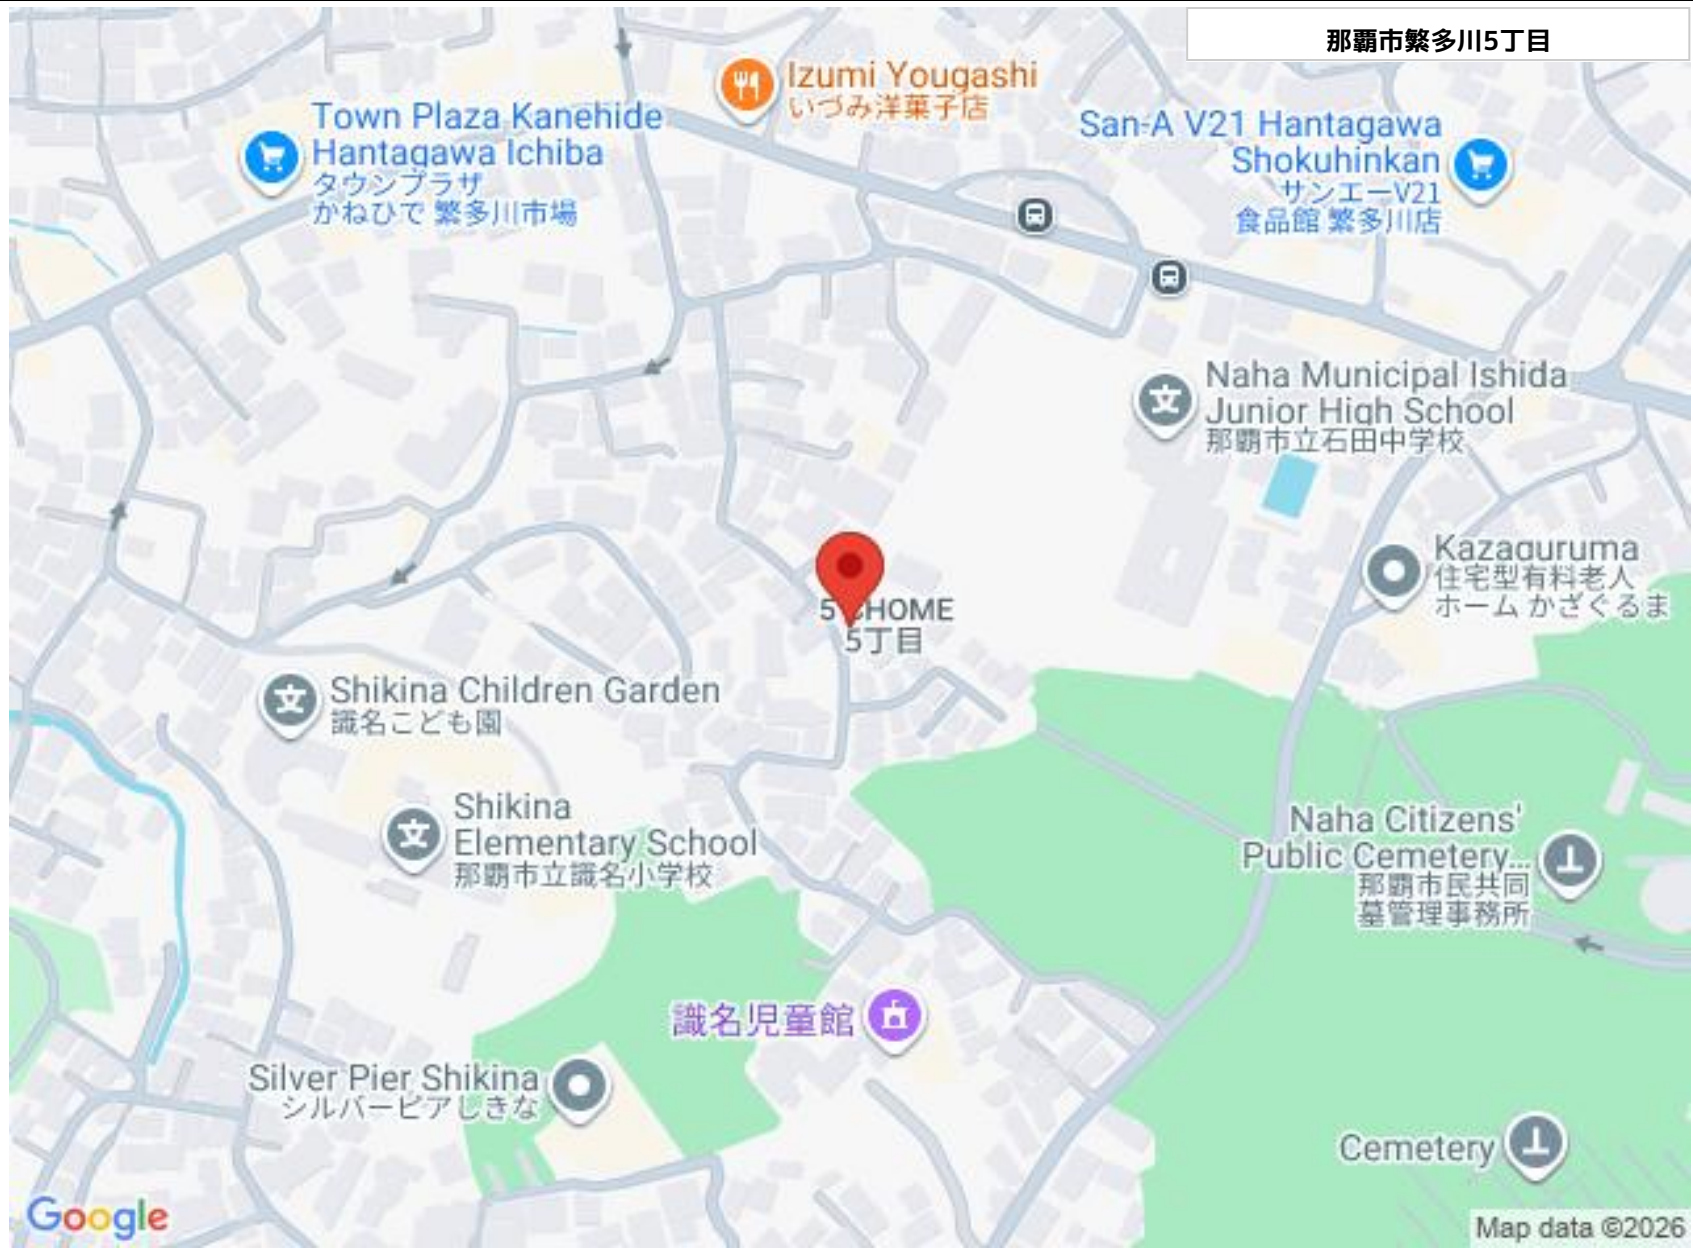 那覇市繁多川5丁目
Izumi Yougashi
いづみ洋菓子店
Town Plaza Kanehide
Hantagawa Ichiba
タウンプラザ
かねひで 繁多川市場
San-A V21 Hantagawa
Shokuhinkan
サンエーV21
食品館 繁多川店
Naha Municipal Ishida
Junior High School
那覇市立石田中学校
Kazaguruma
住宅型有料老人
ホーム かざぐるま
5 CHOME
5丁目
Shikina Children Garden
識名こども園
Shikina
Elementary School
那覇市立識名小学校
Naha Citizens'
Public Cemetery...
那覇市民共同
墓管理事務所
識名児童館
Silver Pier Shikina
シルバーピアしきな
Cemetery
Google
Map data ©2026